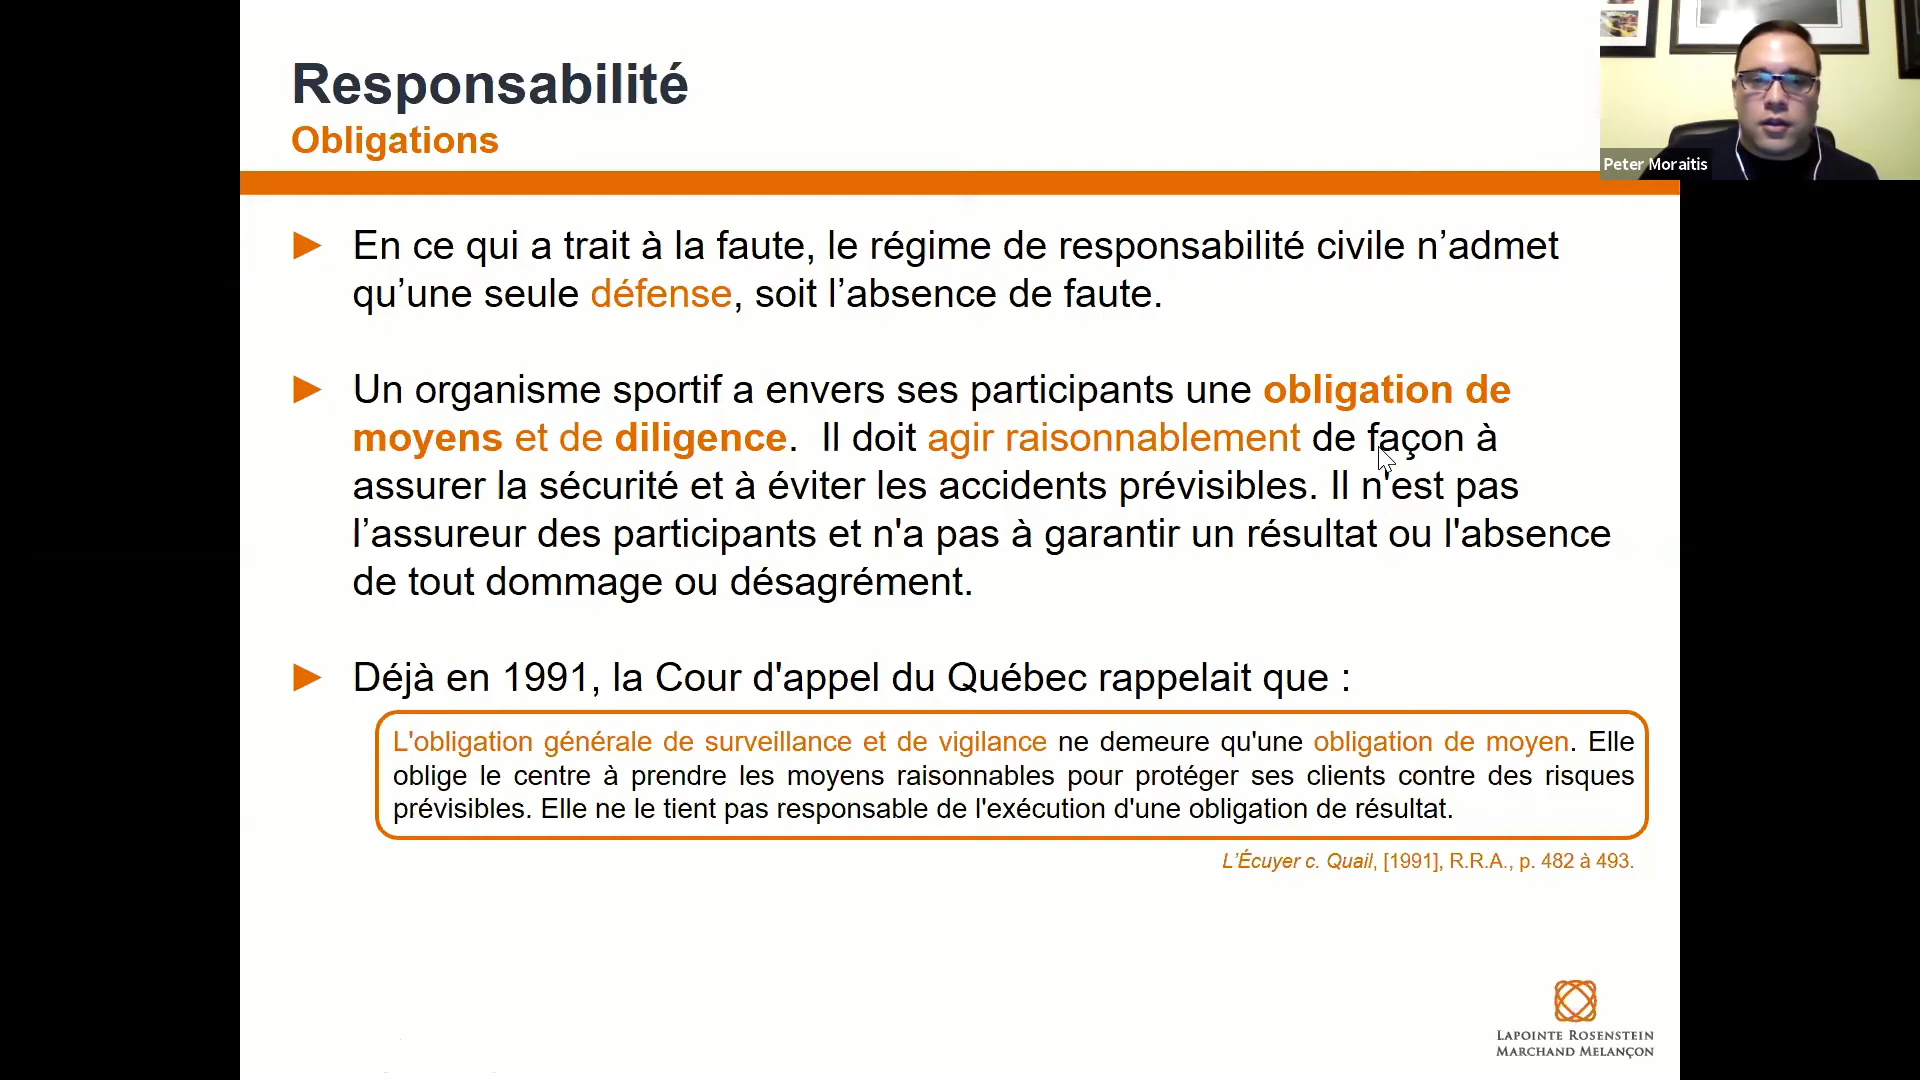 Responsabilité
Obligations
Peter Moraitis
► En ce qui a trait à la faute, le régime de responsabilité civile n’admet
qu’une seule défense, soit l’absence de faute.
► Un organisme sportif a envers ses participants une obligation de
moyens et de diligence.  Il doit agir raisonnablement de façon à
assurer la sécurité et à éviter les accidents prévisibles. Il n'est pas
l’assureur des participants et n'a pas à garantir un résultat ou l'absence
de tout dommage ou désagrément.
► Déjà en 1991, la Cour d'appel du Québec rappelait que :
L'obligation générale de surveillance et de vigilance ne demeure qu'une obligation de moyen. Elle
oblige le centre à prendre les moyens raisonnables pour protéger ses clients contre des risques
prévisibles. Elle ne le tient pas responsable de l'exécution d'une obligation de résultat.
L’Écuyer c. Quail, [1991], R.R.A., p. 482 à 493.
LAPOINTE ROSENSTEIN
MARCHAND MELANÇON